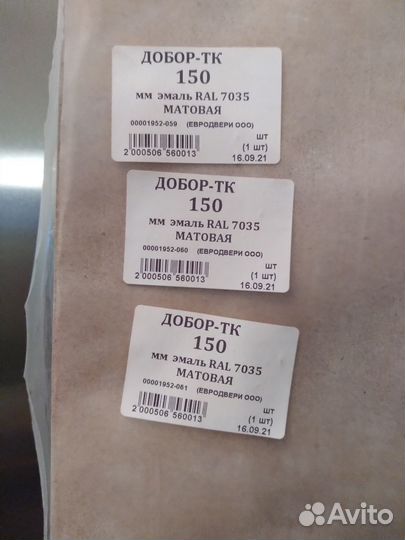 ДОБОР-ТК
150
мм эмаль RAL 7035
МАТОВАЯ
00001952-059 (ЕВРОДВЕРИ ООО)
шт
(1 шт)
2 000506 560013
16.09.21
ДОБОР-ТК
150
мм эмаль RAL 7035
МАТОВАЯ
00001952-060 (ЕВРОДВЕРИ ООО)
шт
(1 шт)
2 000506 560013
16.09.21
ДОБОР-ТК
150
мм эмаль RAL 7035
МАТОВАЯ
00001952-061 (ЕВРОДВЕРИ ООО)
шт
(1 шт)
2 000506 560013
16.09.21
Avito